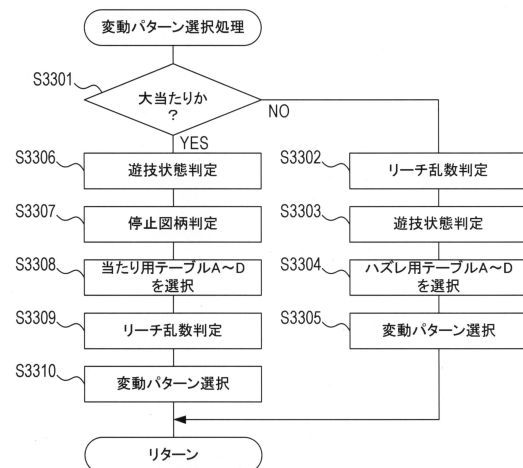 変動パターン選択処理
S3301
大当たりか
?
NO
YES
S3306
遊技状態判定
S3302
リーチ乱数判定
S3307
停止図柄判定
S3303
遊技状態判定
S3308
当たり用テーブルA~D
を選択
S3304
ハズレ用テーブルA~D
を選択
S3309
リーチ乱数判定
S3305
変動パターン選択
S3310
変動パターン選択
リターン